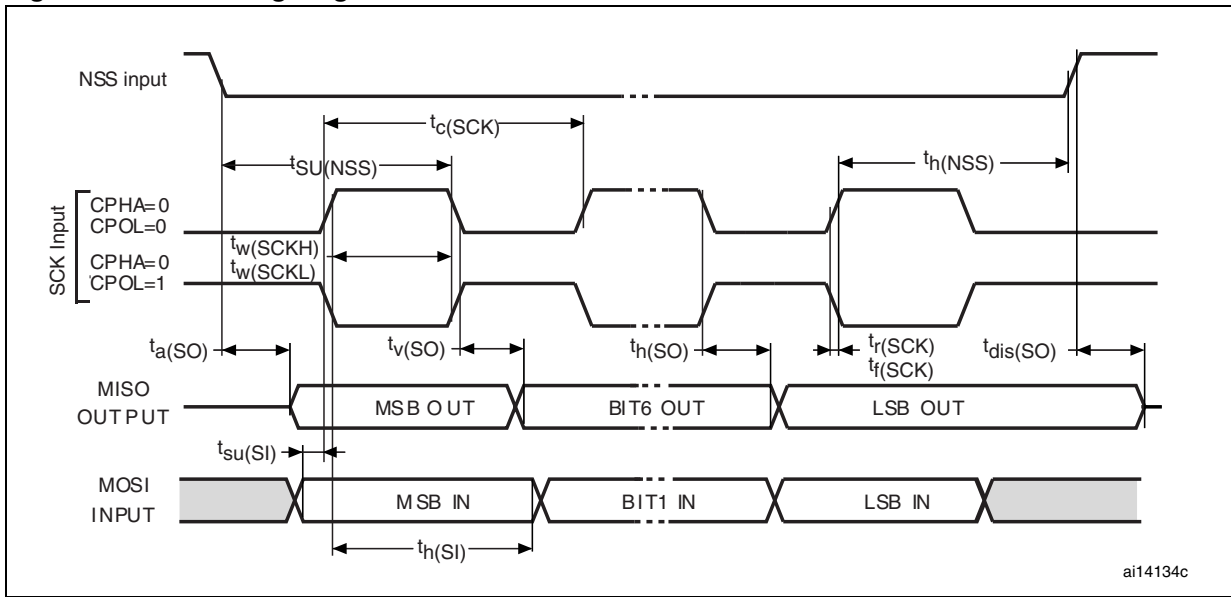 NSS input
tc(SCK)
tSU(NSS)
th(NSS)
SCK Input
CPHA=0
CPOL=0
tw(SCKH)
CPHA=0
tw(SCKL)
CPOL=1
ta(SO)
tv(SO)
th(SO)
tr(SCK)
tf(SCK)
tdis(SO)
MISO
OUTPUT
MSB OUT
BIT6 OUT
LSB OUT
tsu(SI)
MOSI
INPUT
MSB IN
BIT1 IN
LSB IN
th(SI)
ai14134c